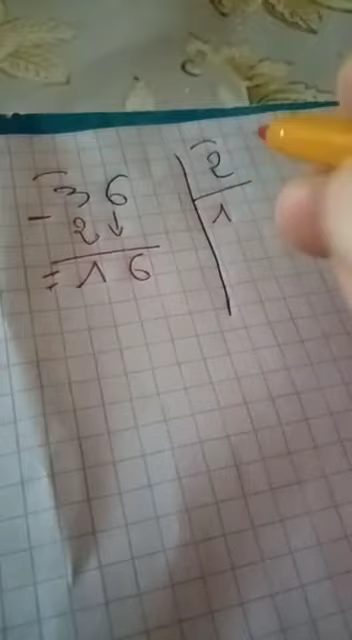 36 2
- 2↓ 1
= 16